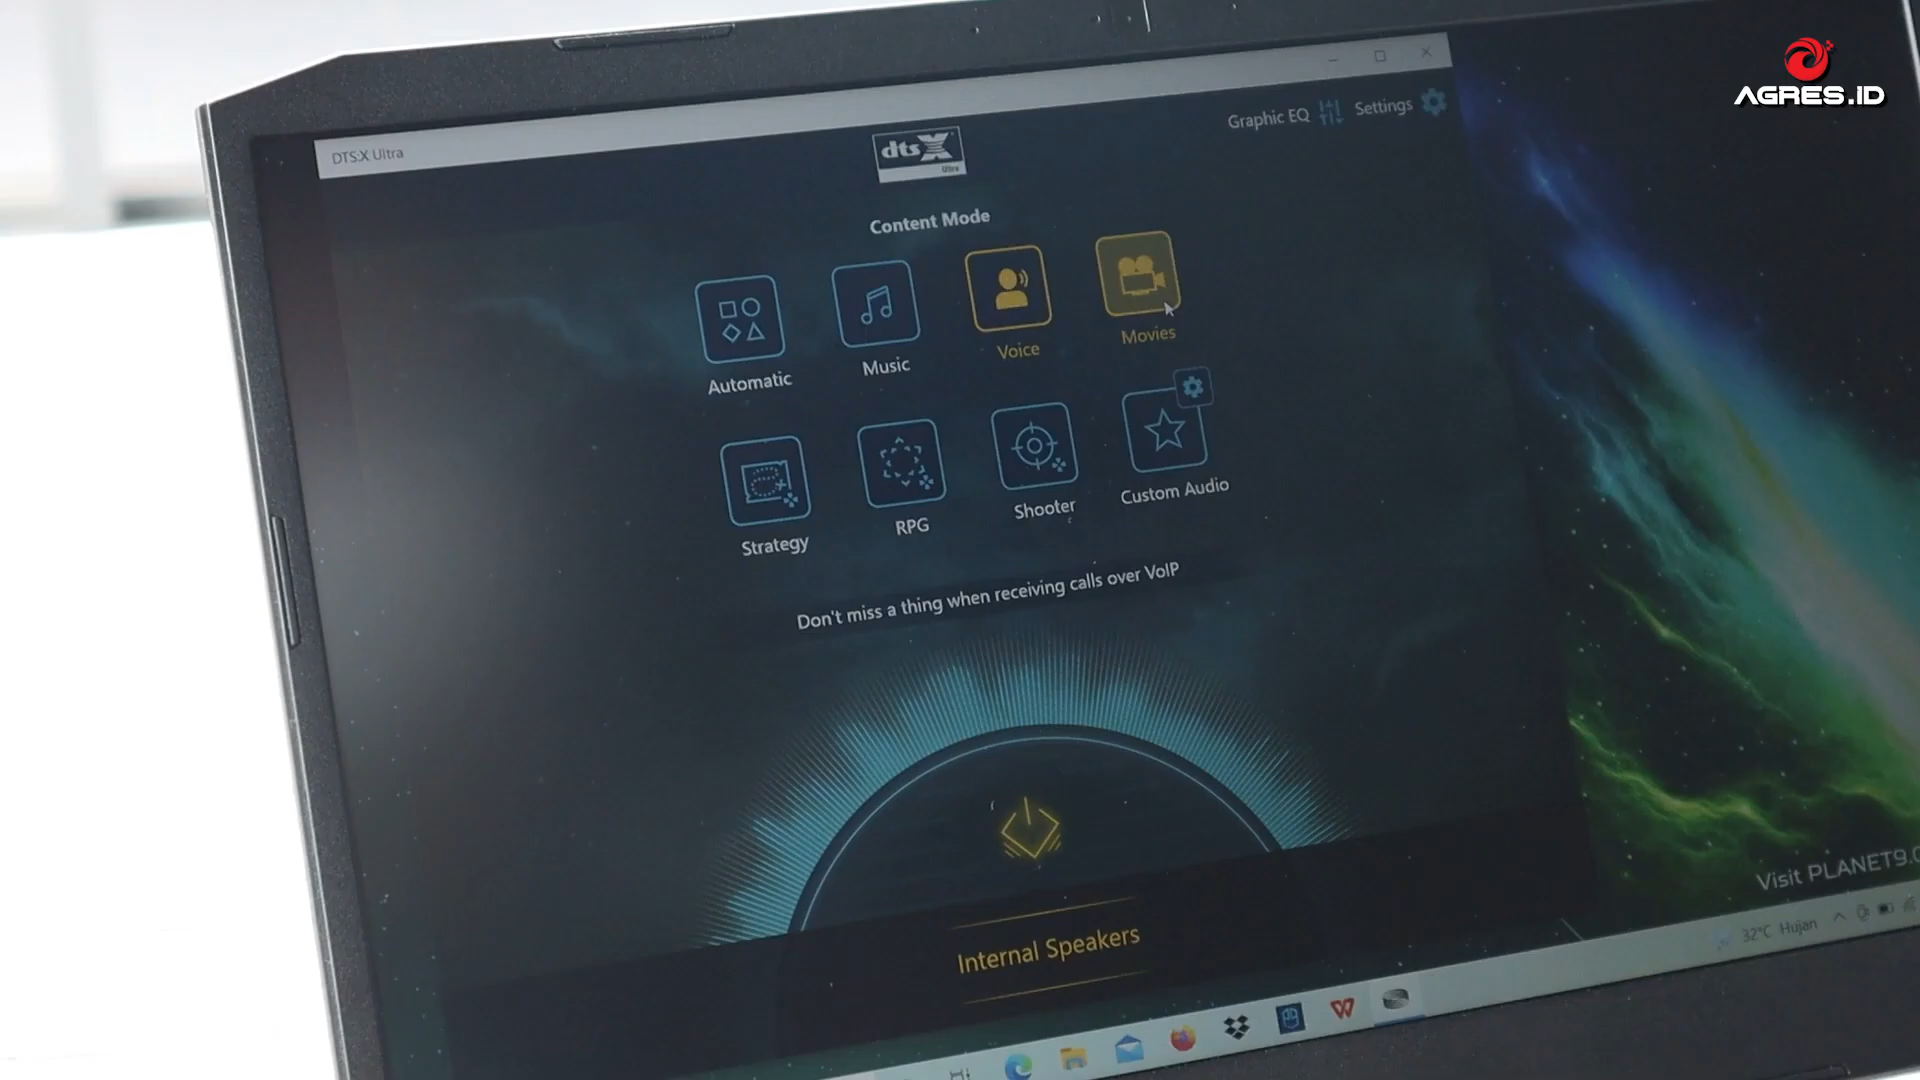 AGRES.ID
DTS:X Ultra
Graphic EQ
Settings
dts X
Ultra
Content Mode
Automatic
Music
Voice
Movies
Strategy
RPG
Shooter
Custom Audio
Don't miss a thing when receiving calls over VoIP
Internal Speakers
Visit PLANET9.
32°C Hujan